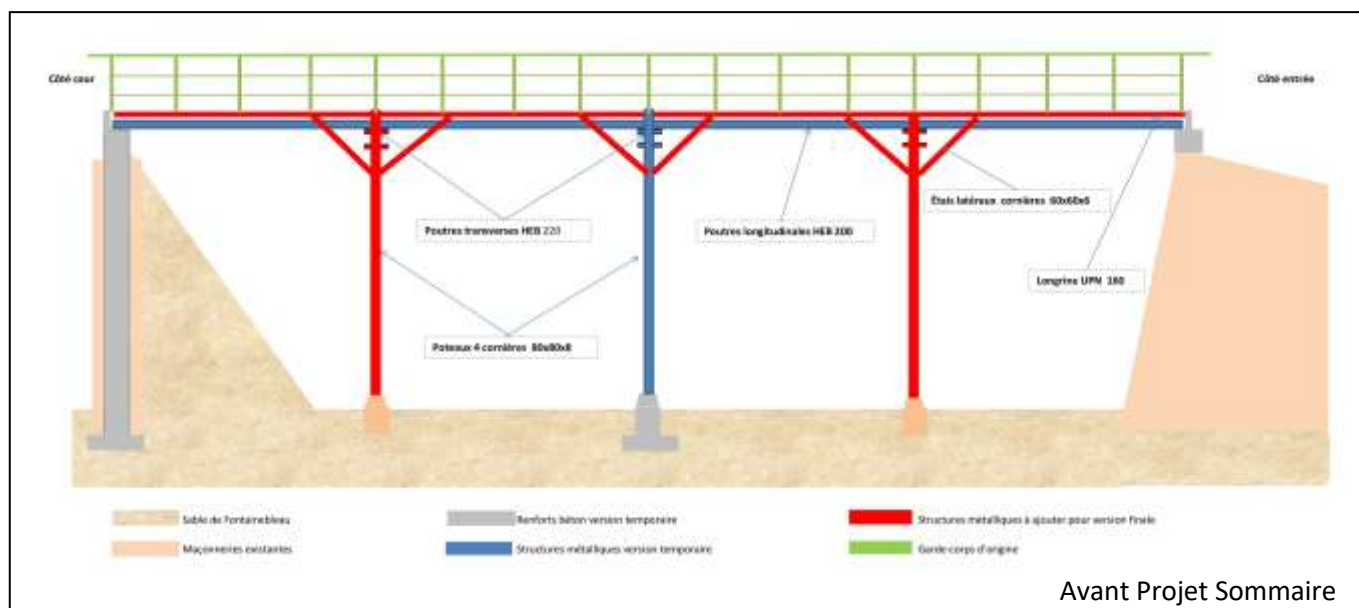 Côté cour
Côté entrée
Étais latéraux cornières 60x60x6
Poutres transverses HEB 220
Poutres longitudinales HEB 200
Longrine UPN 160
Poteaux 4 cornières 80x80x8
Sable de Fontainebleau
Renforts béton version temporaire
Structures métalliques à ajouter pour version finale
Maçonneries existantes
Structures métalliques version temporaire
Garde-corps d'origine
Avant Projet Sommaire